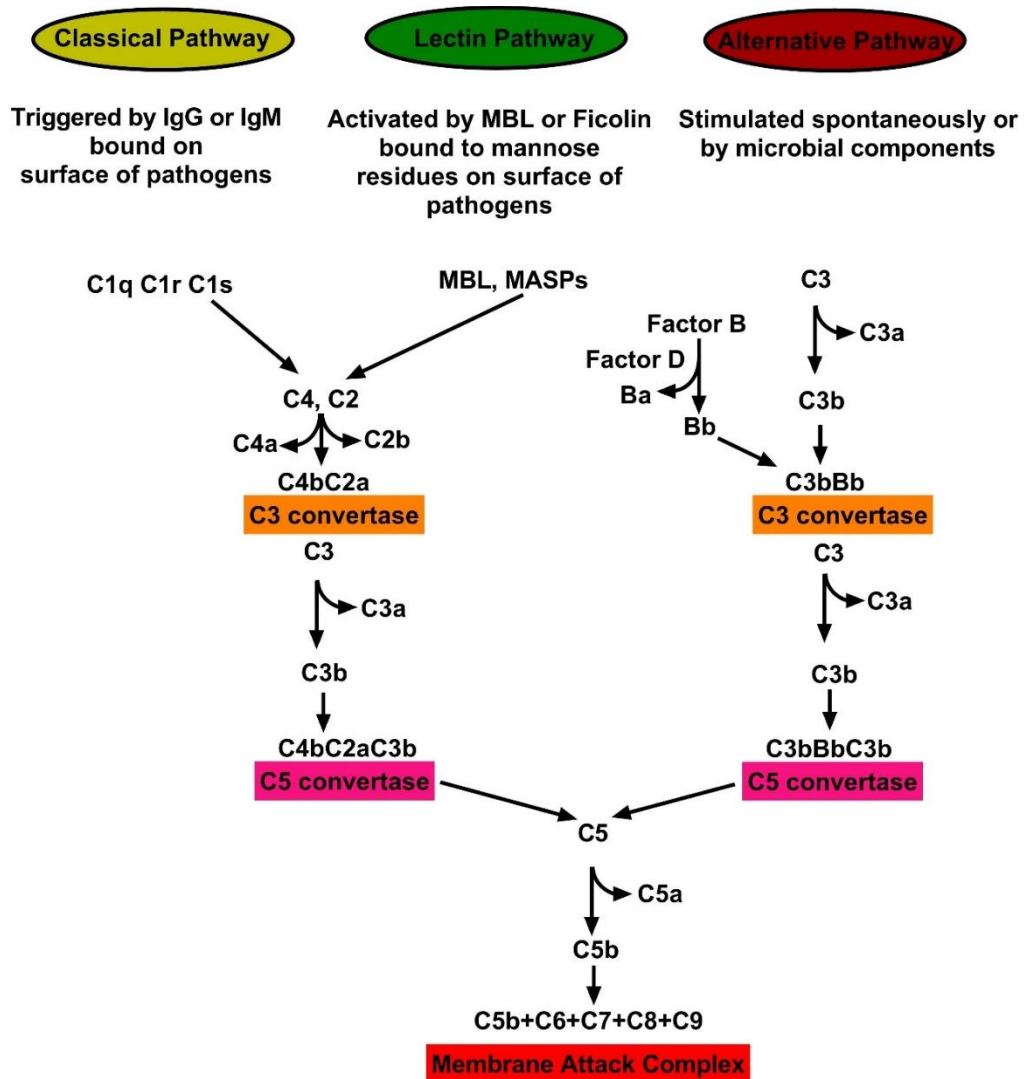 Classical Pathway
Lectin Pathway
Alternative Pathway
Triggered by IgG or IgM
bound on
surface of pathogens
Activated by MBL or Ficolin
bound to mannose
residues on surface of
pathogens
Stimulated spontaneously or
by microbial components
C1q C1r C1s
MBL, MASPs
C3
C3a
Factor B
Factor D
Ba
Bb
C3b
C4, C2
C4a
C2b
C4bC2a
C3 convertase
C3bBb
C3 convertase
C3
C3a
C3b
C4bC2aC3b
C5 convertase
C3
C3a
C3b
C3bBbC3b
C5 convertase
C5
C5a
C5b
C5b+C6+C7+C8+C9
Membrane Attack Complex